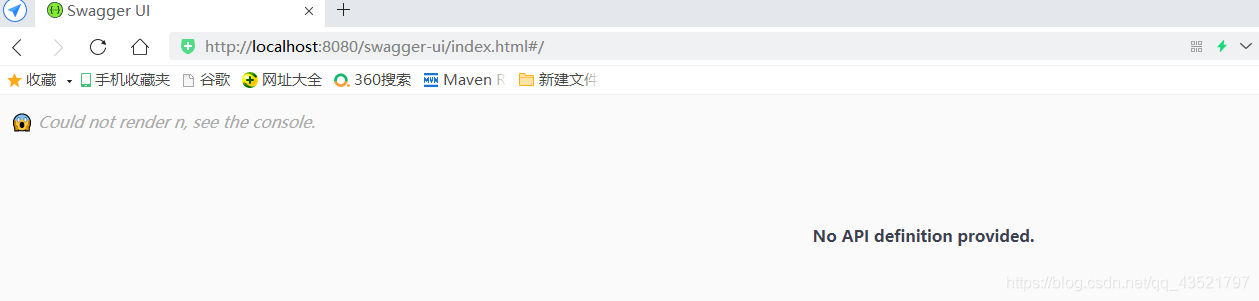 Swagger UI
http://localhost:8080/swagger-ui/index.html#/
收藏 手机收藏夹 谷歌 网址大全 360搜索 Maven R 新建文件
Could not render n, see the console.
No API definition provided.
https://blog.csdn.net/qq_43521797